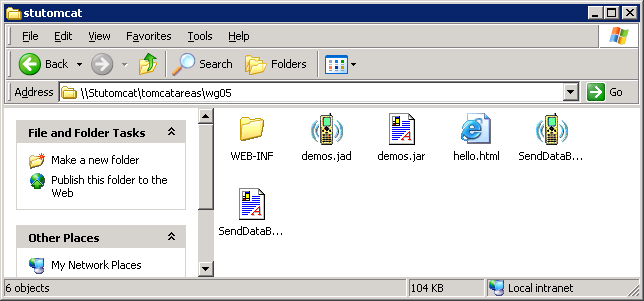 stutomcat
File Edit View Favorites Tools Help
Back Search Folders
Address \\Stutomcat\tomcatareas\wg05 Go
File and Folder Tasks
Make a new folder
Publish this folder to the
Web
Other Places
My Network Places
WEB-INF demos.jad demos.jar hello.html SendDataB...
SendDataB...
6 objects 104 KB Local intranet